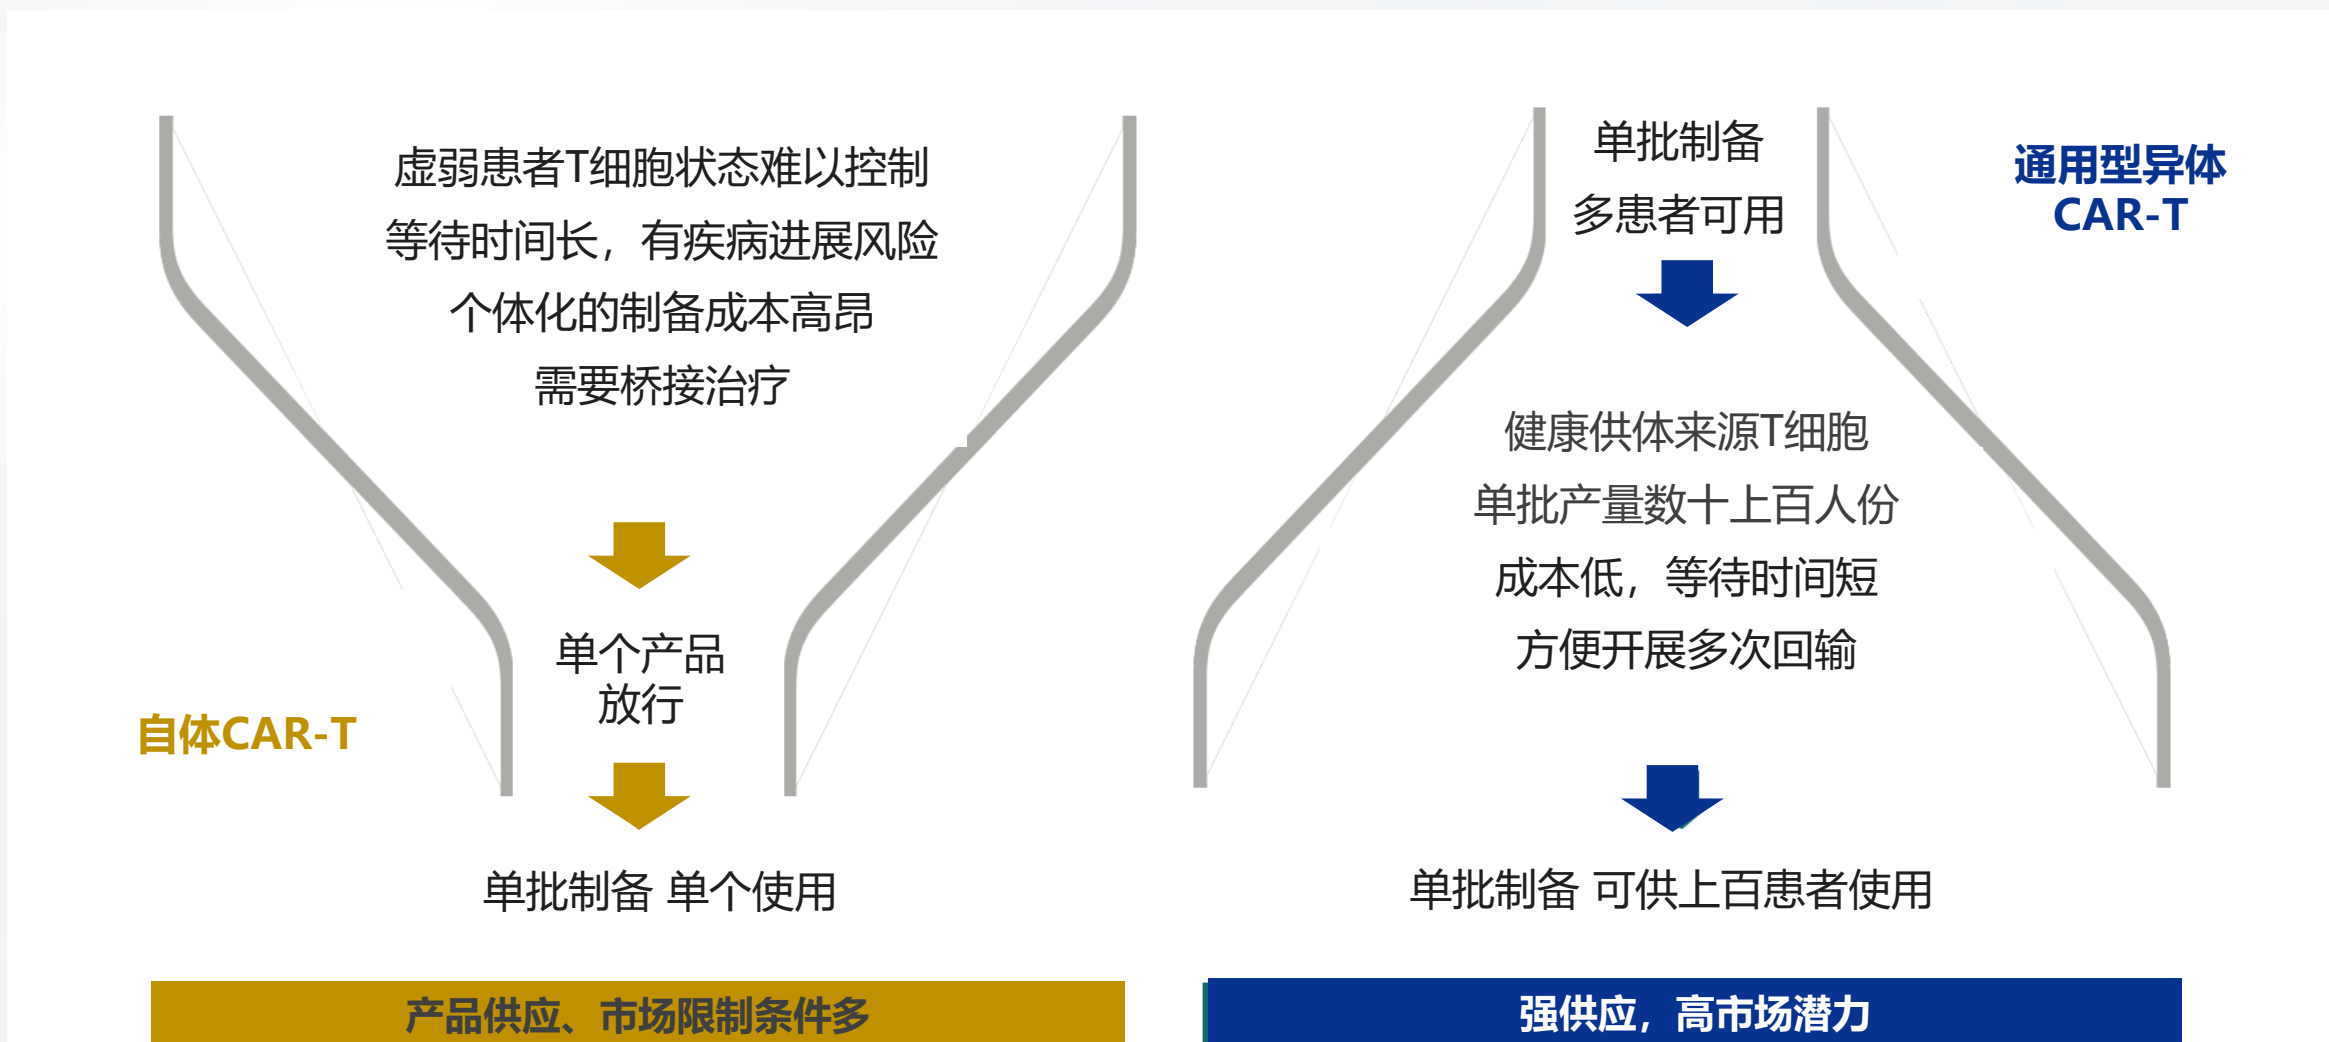 虚弱患者T细胞状态难以控制
等待时间长，有疾病进展风险
个体化的制备成本高昂
需要桥接治疗
单个产品
放行
自体CAR-T
单批制备 单个使用
产品供应、市场限制条件多
单批制备
多患者可用
通用型异体
CAR-T
健康供体来源T细胞
单批产量数十上百人份
成本低，等待时间短
方便开展多次回输
单批制备 可供上百患者使用
强供应，高市场潜力